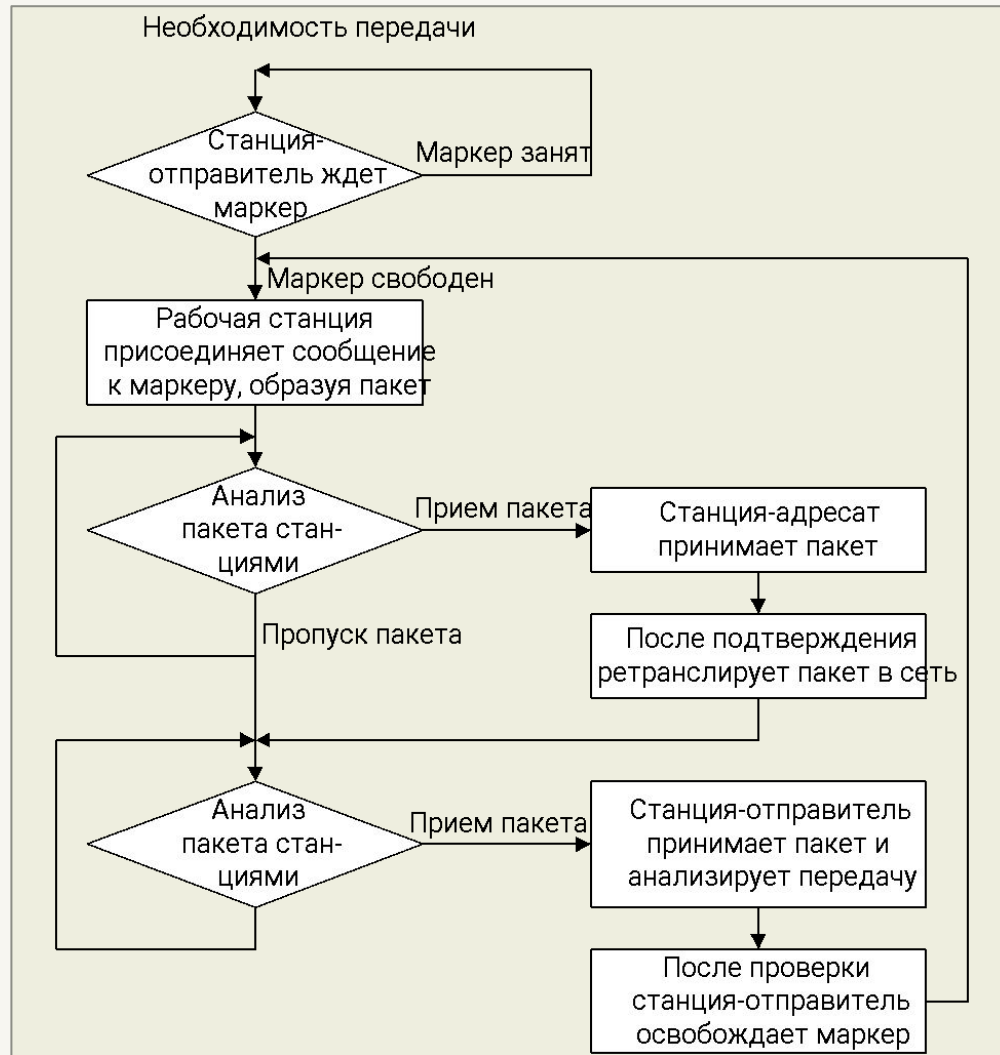 Необходимость передачи
Станция-
отправитель ждет
маркер
Маркер занят
Маркер свободен
Рабочая станция
присоединяет сообщение
к маркеру, образуя пакет
Анализ
пакета стан-
циями
Прием пакета
Станция-адресат
принимает пакет
Пропуск пакета
После подтверждения
ретранслирует пакет в сеть
Анализ
пакета стан-
циями
Прием пакета
Станция-отправитель
принимает пакет и
анализирует передачу
После проверки
станция-отправитель
освобождает маркер